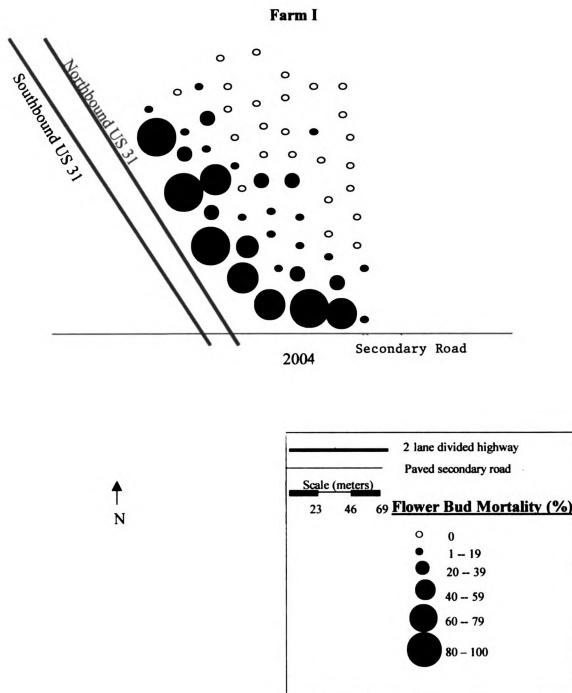 Farm I
Northbound US 31
Southbound US 31
Secondary Road
2004
2 lane divided highway
Paved secondary road
Scale (meters)
23 46 69
Flower Bud Mortality (%)
N
0
1 – 19
20 – 39
40 – 59
60 – 79
80 – 100